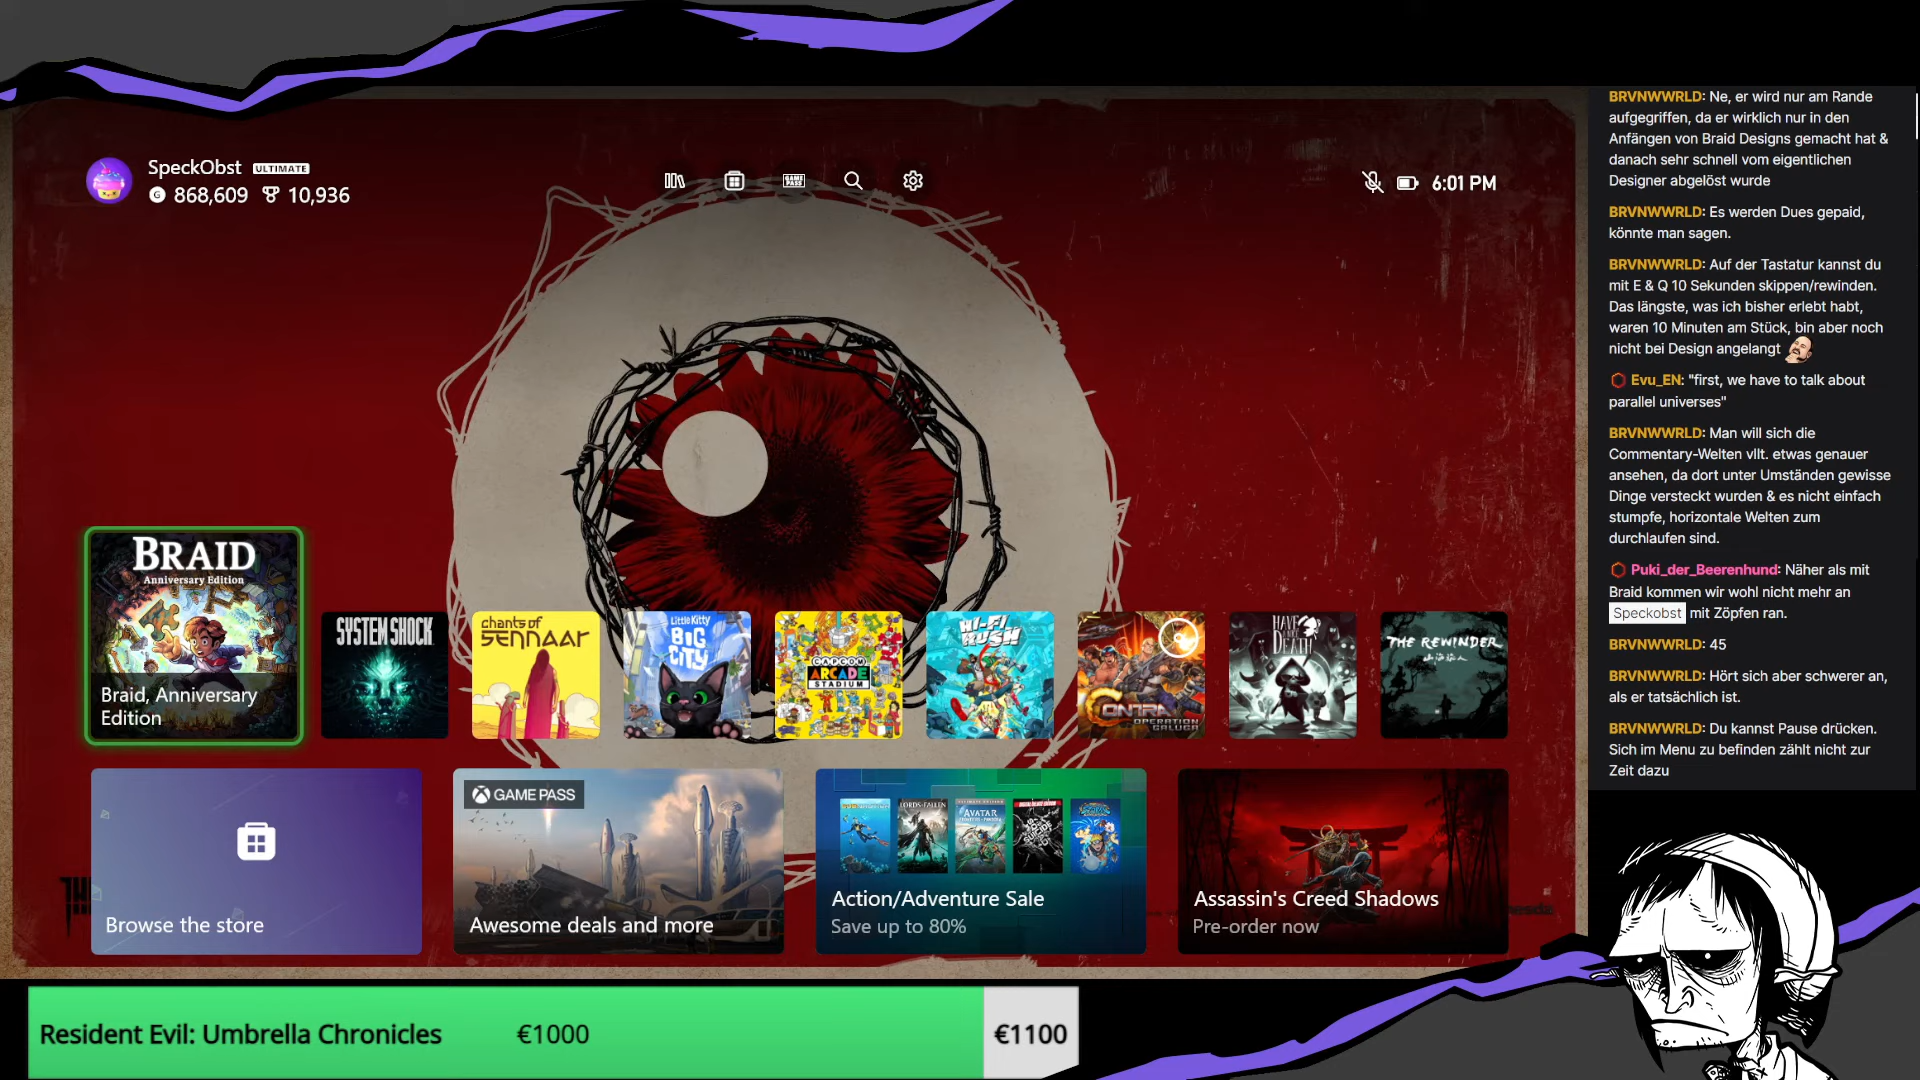 SpeckObst ULTIMATE
G 868,609 10,936
GAME PASS
6:01 PM
BRAID
Anniversary Edition
Braid, Anniversary
Edition
SYSTEM SHOCK
chants of
SENNAAR
Little Kitty
BIG
CITY
CAPCOM
ARCADE
STADIUM
Hi-Fi
RUSH
CONTRA
OPERATION
GALUGA
HAVE A NICE
DEATH
THE REWINDER
Browse the store
GAME PASS
Awesome deals and more
LORDS OF THE FALLEN
AVATAR
Action/Adventure Sale
Save up to 80%
Assassin's Creed Shadows
Pre-order now
BRVNWWRLD: Ne, er wird nur am Rande
aufgegriffen, da er wirklich nur in den
Anfängen von Braid Designs gemacht hat &
danach sehr schnell vom eigentlichen
Designer abgelöst wurde
BRVNWWRLD: Es werden Dues gepaid,
könnte man sagen.
BRVNWWRLD: Auf der Tastatur kannst du
mit E & Q 10 Sekunden skippen/rewinden.
Das längste, was ich bisher erlebt habt,
waren 10 Minuten am Stück, bin aber noch
nicht bei Design angelangt
Evu_EN: "first, we have to talk about
parallel universes"
BRVNWWRLD: Man will sich die
Commentary-Welten vllt. etwas genauer
ansehen, da dort unter Umständen gewisse
Dinge versteckt wurden & es nicht einfach
stumpfe, horizontale Welten zum
durchlaufen sind.
Puki_der_Beerenhund: Näher als mit
Braid kommen wir wohl nicht mehr an
Speckobst mit Zöpfen ran.
BRVNWWRLD: 45
BRVNWWRLD: Hört sich aber schwerer an,
als er tatsächlich ist.
BRVNWWRLD: Du kannst Pause drücken.
Sich im Menu zu befinden zählt nicht zur
Zeit dazu
Resident Evil: Umbrella Chronicles €1000 €1100